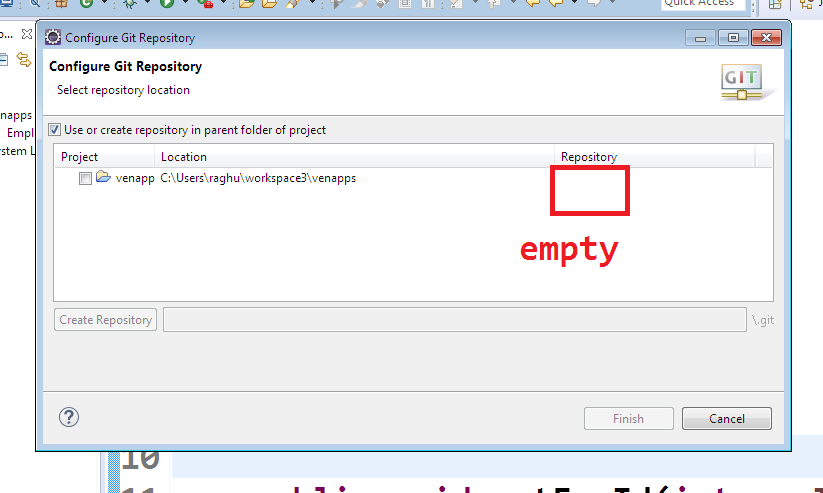 Quick Access
o...
Configure Git Repository
Configure Git Repository
Select repository location
GIT
napps
Empl
stem L
Use or create repository in parent folder of project
Project Location Repository
venapp C:\Users\raghu\workspace3\venapps
empty
Create Repository \.git
?
Finish Cancel
10